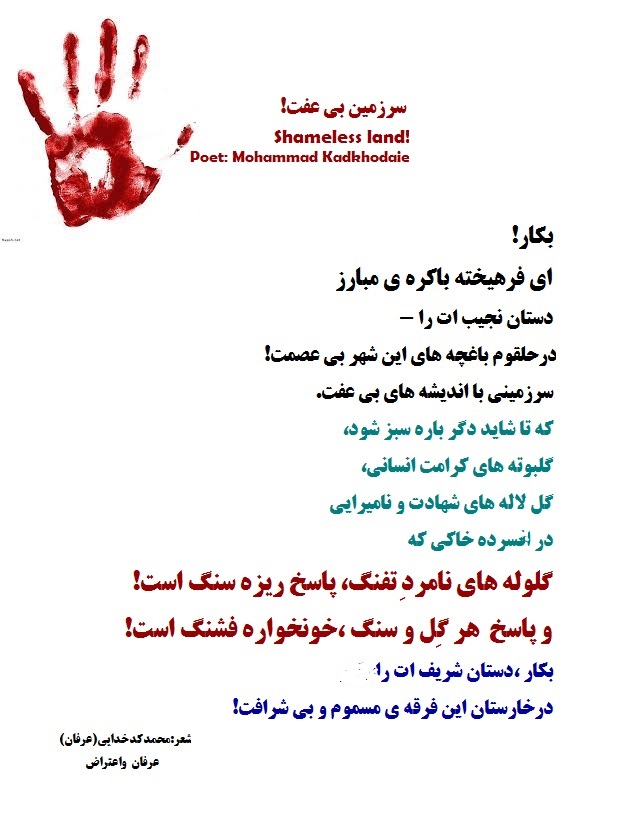 سرزمین بی عفت!
Shameless land!
Poet: Mohammad Kadkhodaie
بکار!
ای فرهیخته باکره ی مبارز
دستان نجیب ات را –
درحلقوم باغچه های این شهر بی عصمت!
سرزمینی با اندیشه های بی عفت.
که تا شاید دگر باره سبز شود،
گلبوته های کرامت انسانی،
گل لاله های شهادت و نامیرایی
در افسرده خاکی که
گلوله های نامردِ تفنگ، پاسخ ریزه سنگ است!
و پاسخ هر گِل و سنگ ،خونخواره فشنگ است!
بکار ،دستان شریف ات را
درخارستان این فرقه ی مسموم و بی شرافت!
شعر:محمدکدخدایی(عرفان)
عرفان واعتراض